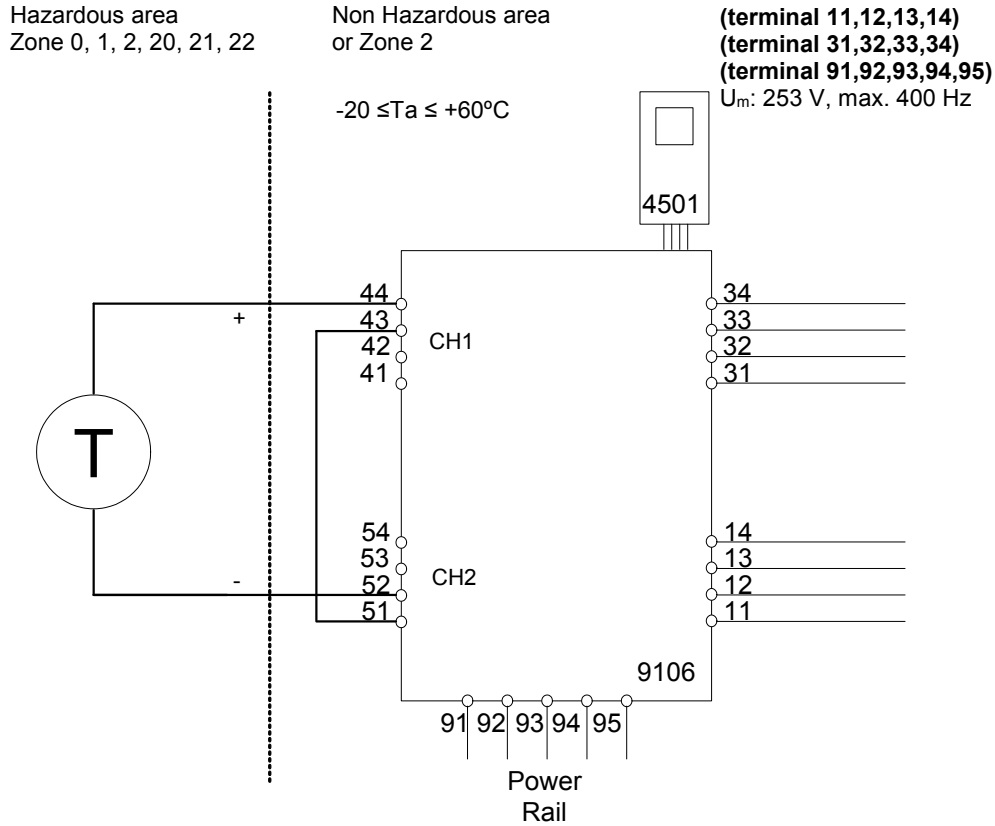 Hazardous area
Zone 0, 1, 2, 20, 21, 22
Non Hazardous area
or Zone 2
-20 ≤Ta ≤ +60ºC
(terminal 11,12,13,14)
(terminal 31,32,33,34)
(terminal 91,92,93,94,95)
Um: 253 V, max. 400 Hz
4501
44
43
42
41
CH1
+
T
-
54
53
52
51
CH2
34
33
32
31
14
13
12
11
9106
91 92 93 94 95
Power
Rail